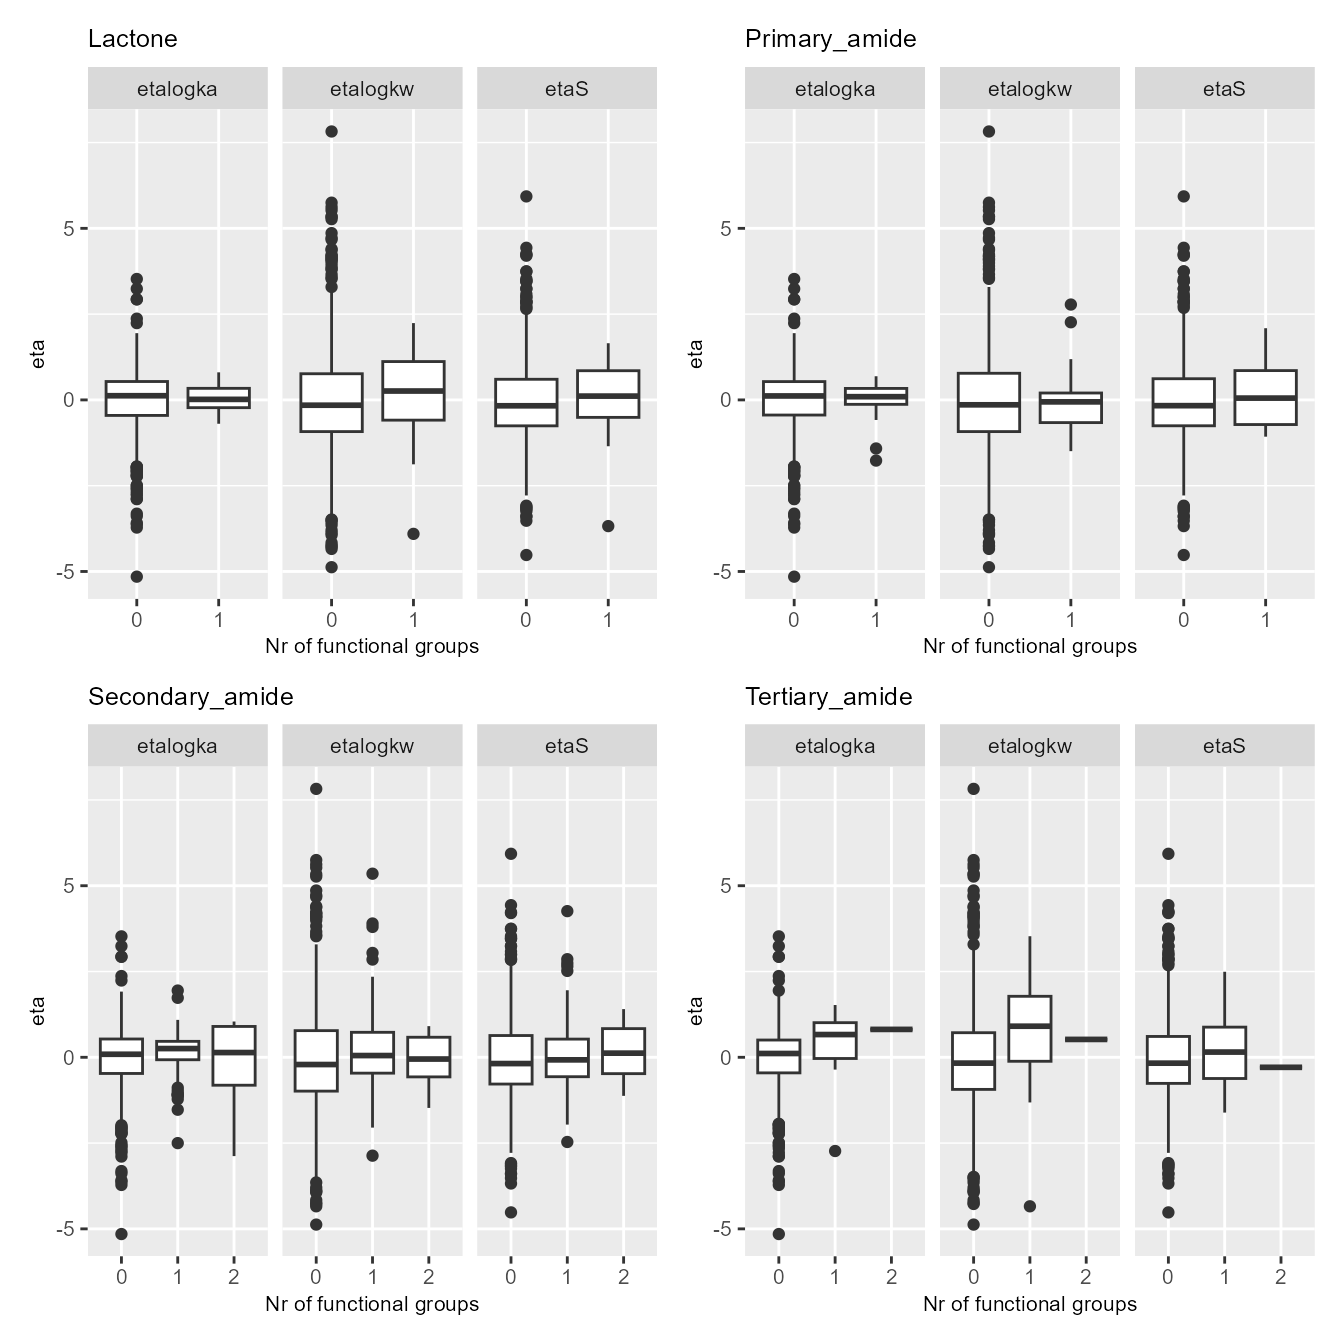 Lactone
etalogka etalogkw etaS
eta
5
0
-5
0 1 0 1 0 1
Nr of functional groups
Primary_amide
etalogka etalogkw etaS
eta
5
0
-5
0 1 0 1 0 1
Nr of functional groups
Secondary_amide
etalogka etalogkw etaS
eta
5
0
-5
0 1 2 0 1 2 0 1 2
Nr of functional groups
Tertiary_amide
etalogka etalogkw etaS
eta
5
0
-5
0 1 2 0 1 2 0 1 2
Nr of functional groups